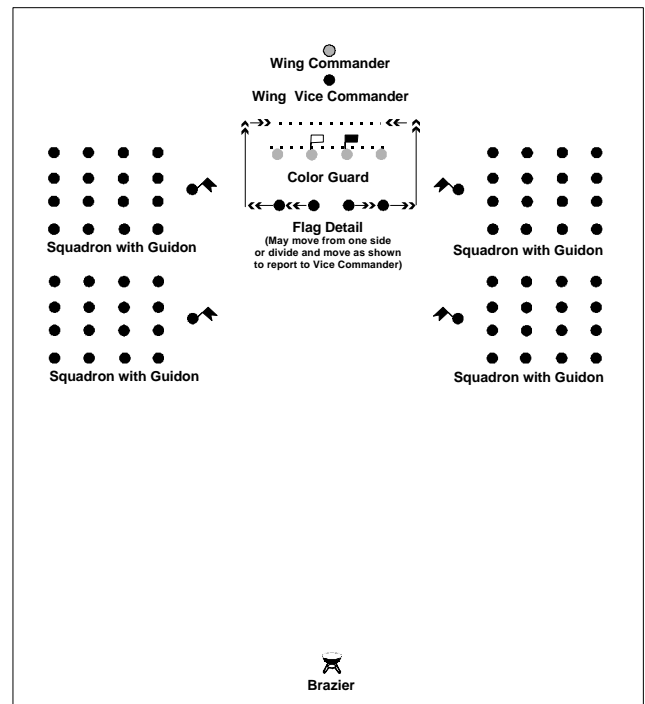 Wing Commander
Wing Vice Commander
Color Guard
Flag Detail
(May move from one side
or divide and move as shown
to report to Vice Commander)
Squadron with Guidon
Squadron with Guidon
Squadron with Guidon
Squadron with Guidon
Brazier